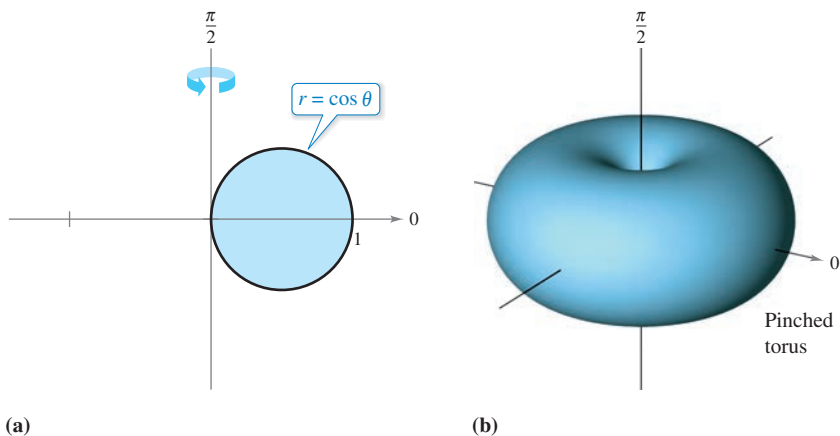 π/2
r = cos θ
0
1
(a)
π/2
0
Pinched
torus
(b)